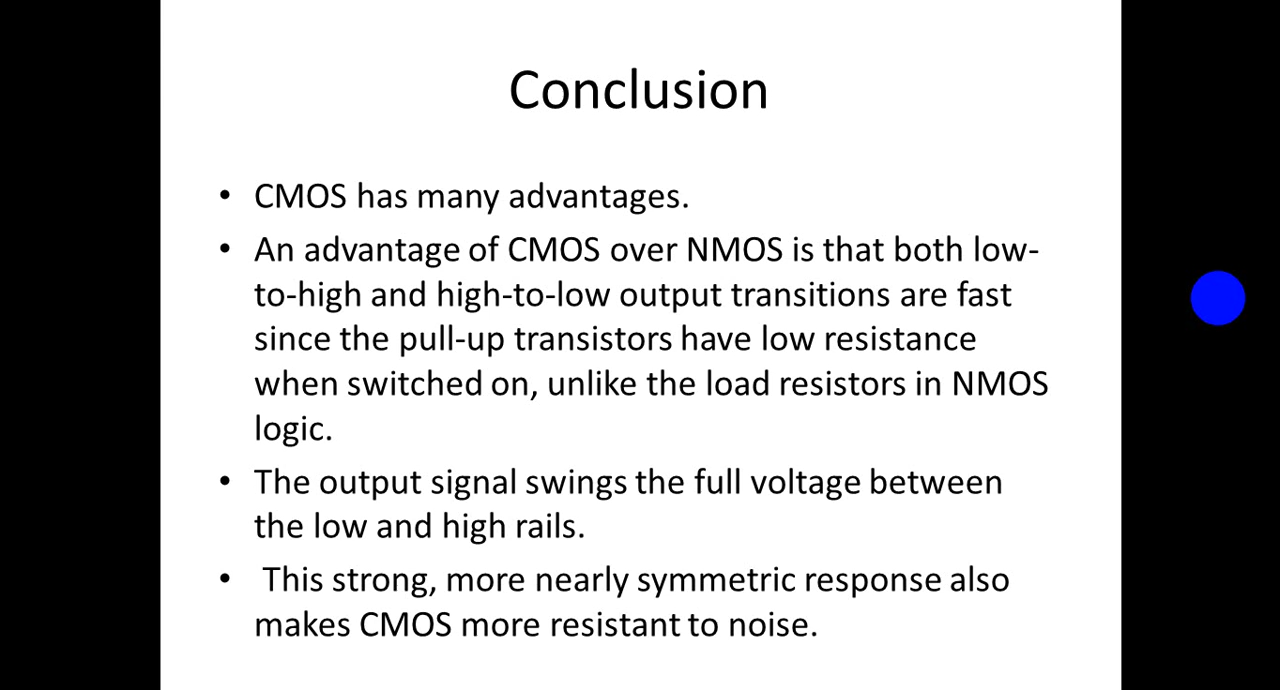 Conclusion
• CMOS has many advantages.
• An advantage of CMOS over NMOS is that both low-
to-high and high-to-low output transitions are fast
since the pull-up transistors have low resistance
when switched on, unlike the load resistors in NMOS
logic.
• The output signal swings the full voltage between
the low and high rails.
• This strong, more nearly symmetric response also
makes CMOS more resistant to noise.